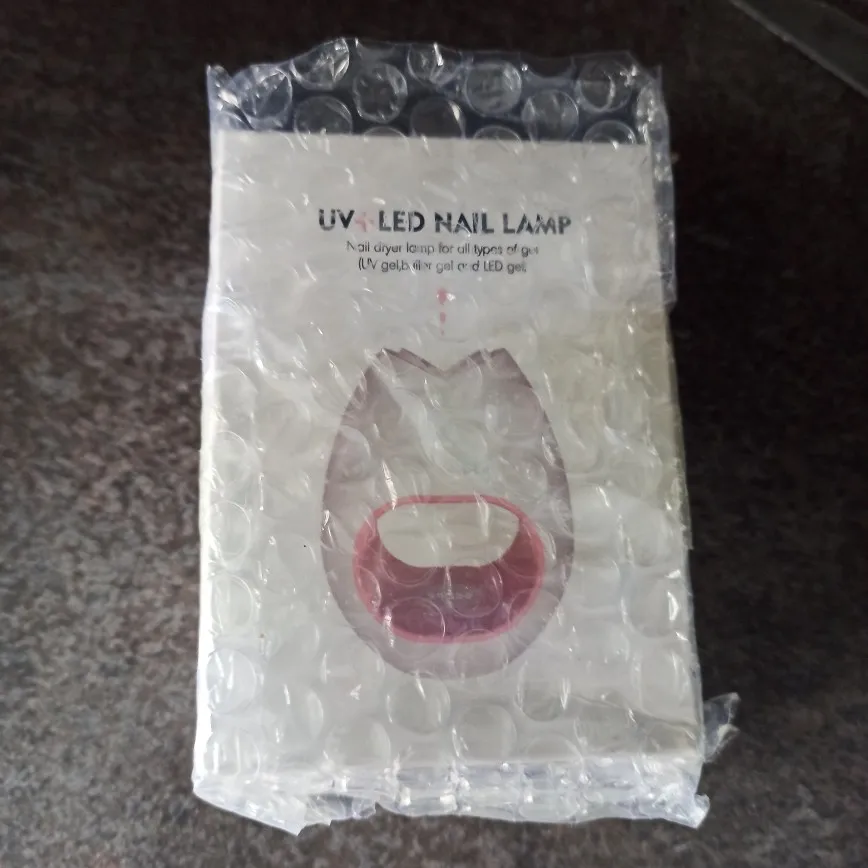 UV+LED NAIL LAMP
Nail dryer lamp for all types of gel
(UV gel,builder gel and LED gel)